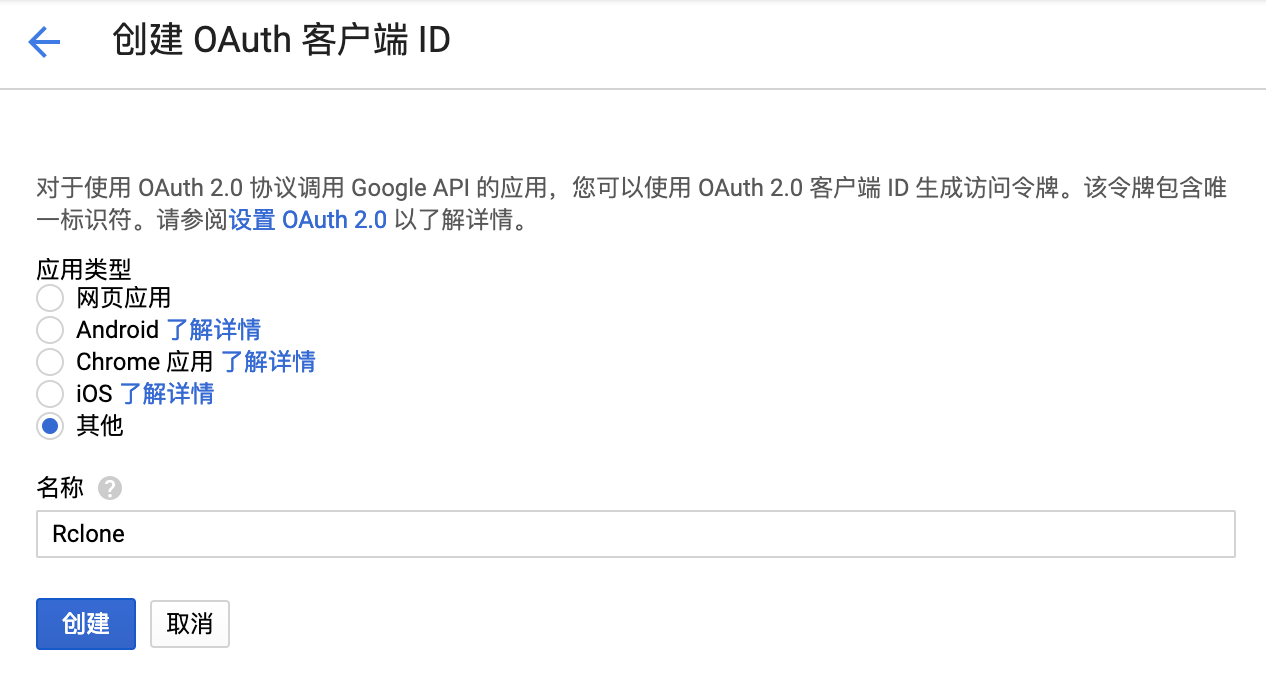 创建 OAuth 客户端 ID
对于使用 OAuth 2.0 协议调用 Google API 的应用，您可以使用 OAuth 2.0 客户端 ID 生成访问令牌。该令牌包含唯
一标识符。请参阅设置 OAuth 2.0 以了解详情。
应用类型
网页应用
Android 了解详情
Chrome 应用 了解详情
iOS 了解详情
其他
名称 ?
Rclone
创建 取消